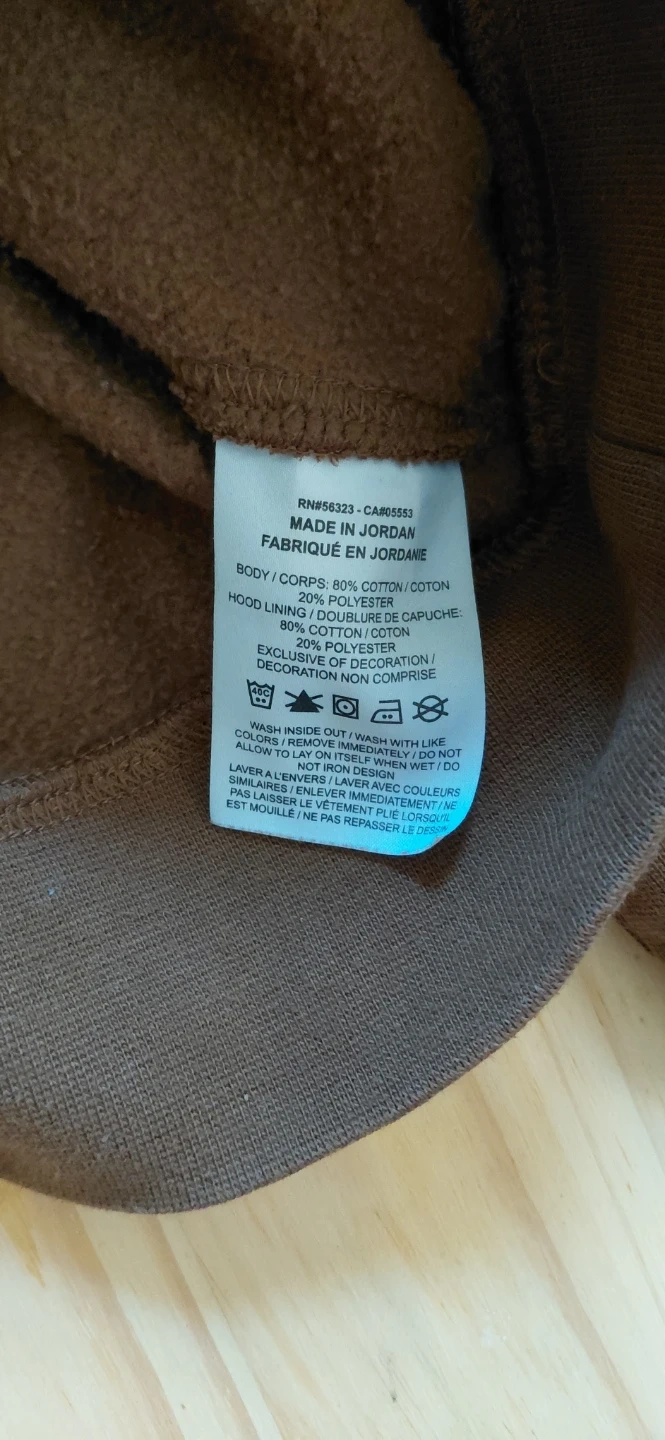 RN#56323 - CA#05553
MADE IN JORDAN
FABRIQUÉ EN JORDANIE
BODY / CORPS: 80% COTTON / COTON
20% POLYESTER
HOOD LINING / DOUBLURE DE CAPUCHE:
80% COTTON / COTON
20% POLYESTER
EXCLUSIVE OF DECORATION /
DECORATION NON COMPRISE
40C
WASH INSIDE OUT / WASH WITH LIKE
COLORS / REMOVE IMMEDIATELY / DO NOT
ALLOW TO LAY ON ITSELF WHEN WET / DO
NOT IRON DESIGN
LAVER A L'ENVERS / LAVER AVEC COULEURS
SIMILAIRES / ENLEVER IMMEDIATEMENT / NE
PAS LAISSER LE VÊTEMENT PLIÉ LORSQU'IL
EST MOUILLÉ / NE PAS REPASSER LE DESSIN